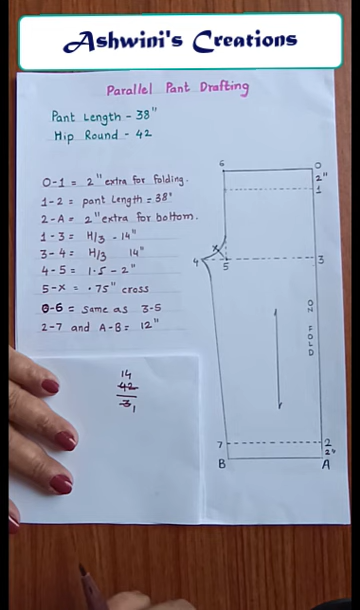 Ashwini's Creations
Parallel Pant Drafting
Pant Length - 38"
Hip Round - 42
0-1 = 2" extra for folding.
1-2 = pant Length = 38"
2-A = 2" extra for bottom.
1-3 = H/3 - 14"
3-4 = H/3 14"
4-5 = 1.5 - 2"
5-x = .75" cross
0-6 = same as 3-5
2-7 and A-B = 12"
14
42
3 1
6 0
2"
1
x
4 5 3
ON FOLD
7 2
2"
B A